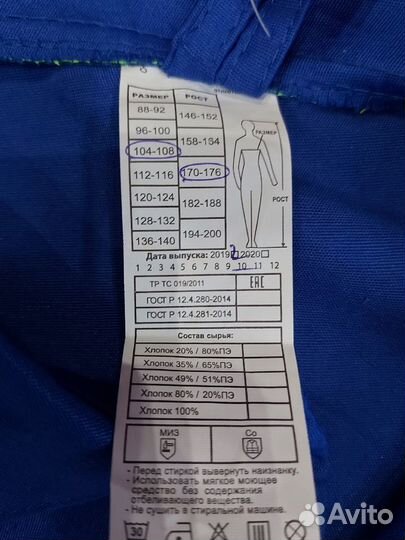 РАЗМЕР РОСТ
88-92 146-152
96-100
104-108 158-164
112-116 170-176
120-124 182-188
128-132
136-140 194-200
РАЗМЕР
РОСТ
Дата выпуска: 2019 2020
1 2 3 4 5 6 7 8 9 10 11 12
ТР ТС 019/2011 ЕАС
ГОСТ Р 12.4.280-2014
ГОСТ Р 12.4.281-2014
Состав сырья:
Хлопок 20% / 80%ПЭ
Хлопок 35% / 65%ПЭ
Хлопок 49% / 51%ПЭ
Хлопок 80% / 20%ПЭ
Хлопок 100%
МИЗ Со
- Перед стиркой вывернуть наизнанку.
- Использовать мягкое моющее
средство без содержания
отбеливающего вещества.
- Не сушить в стиральной машине.
30
Avito